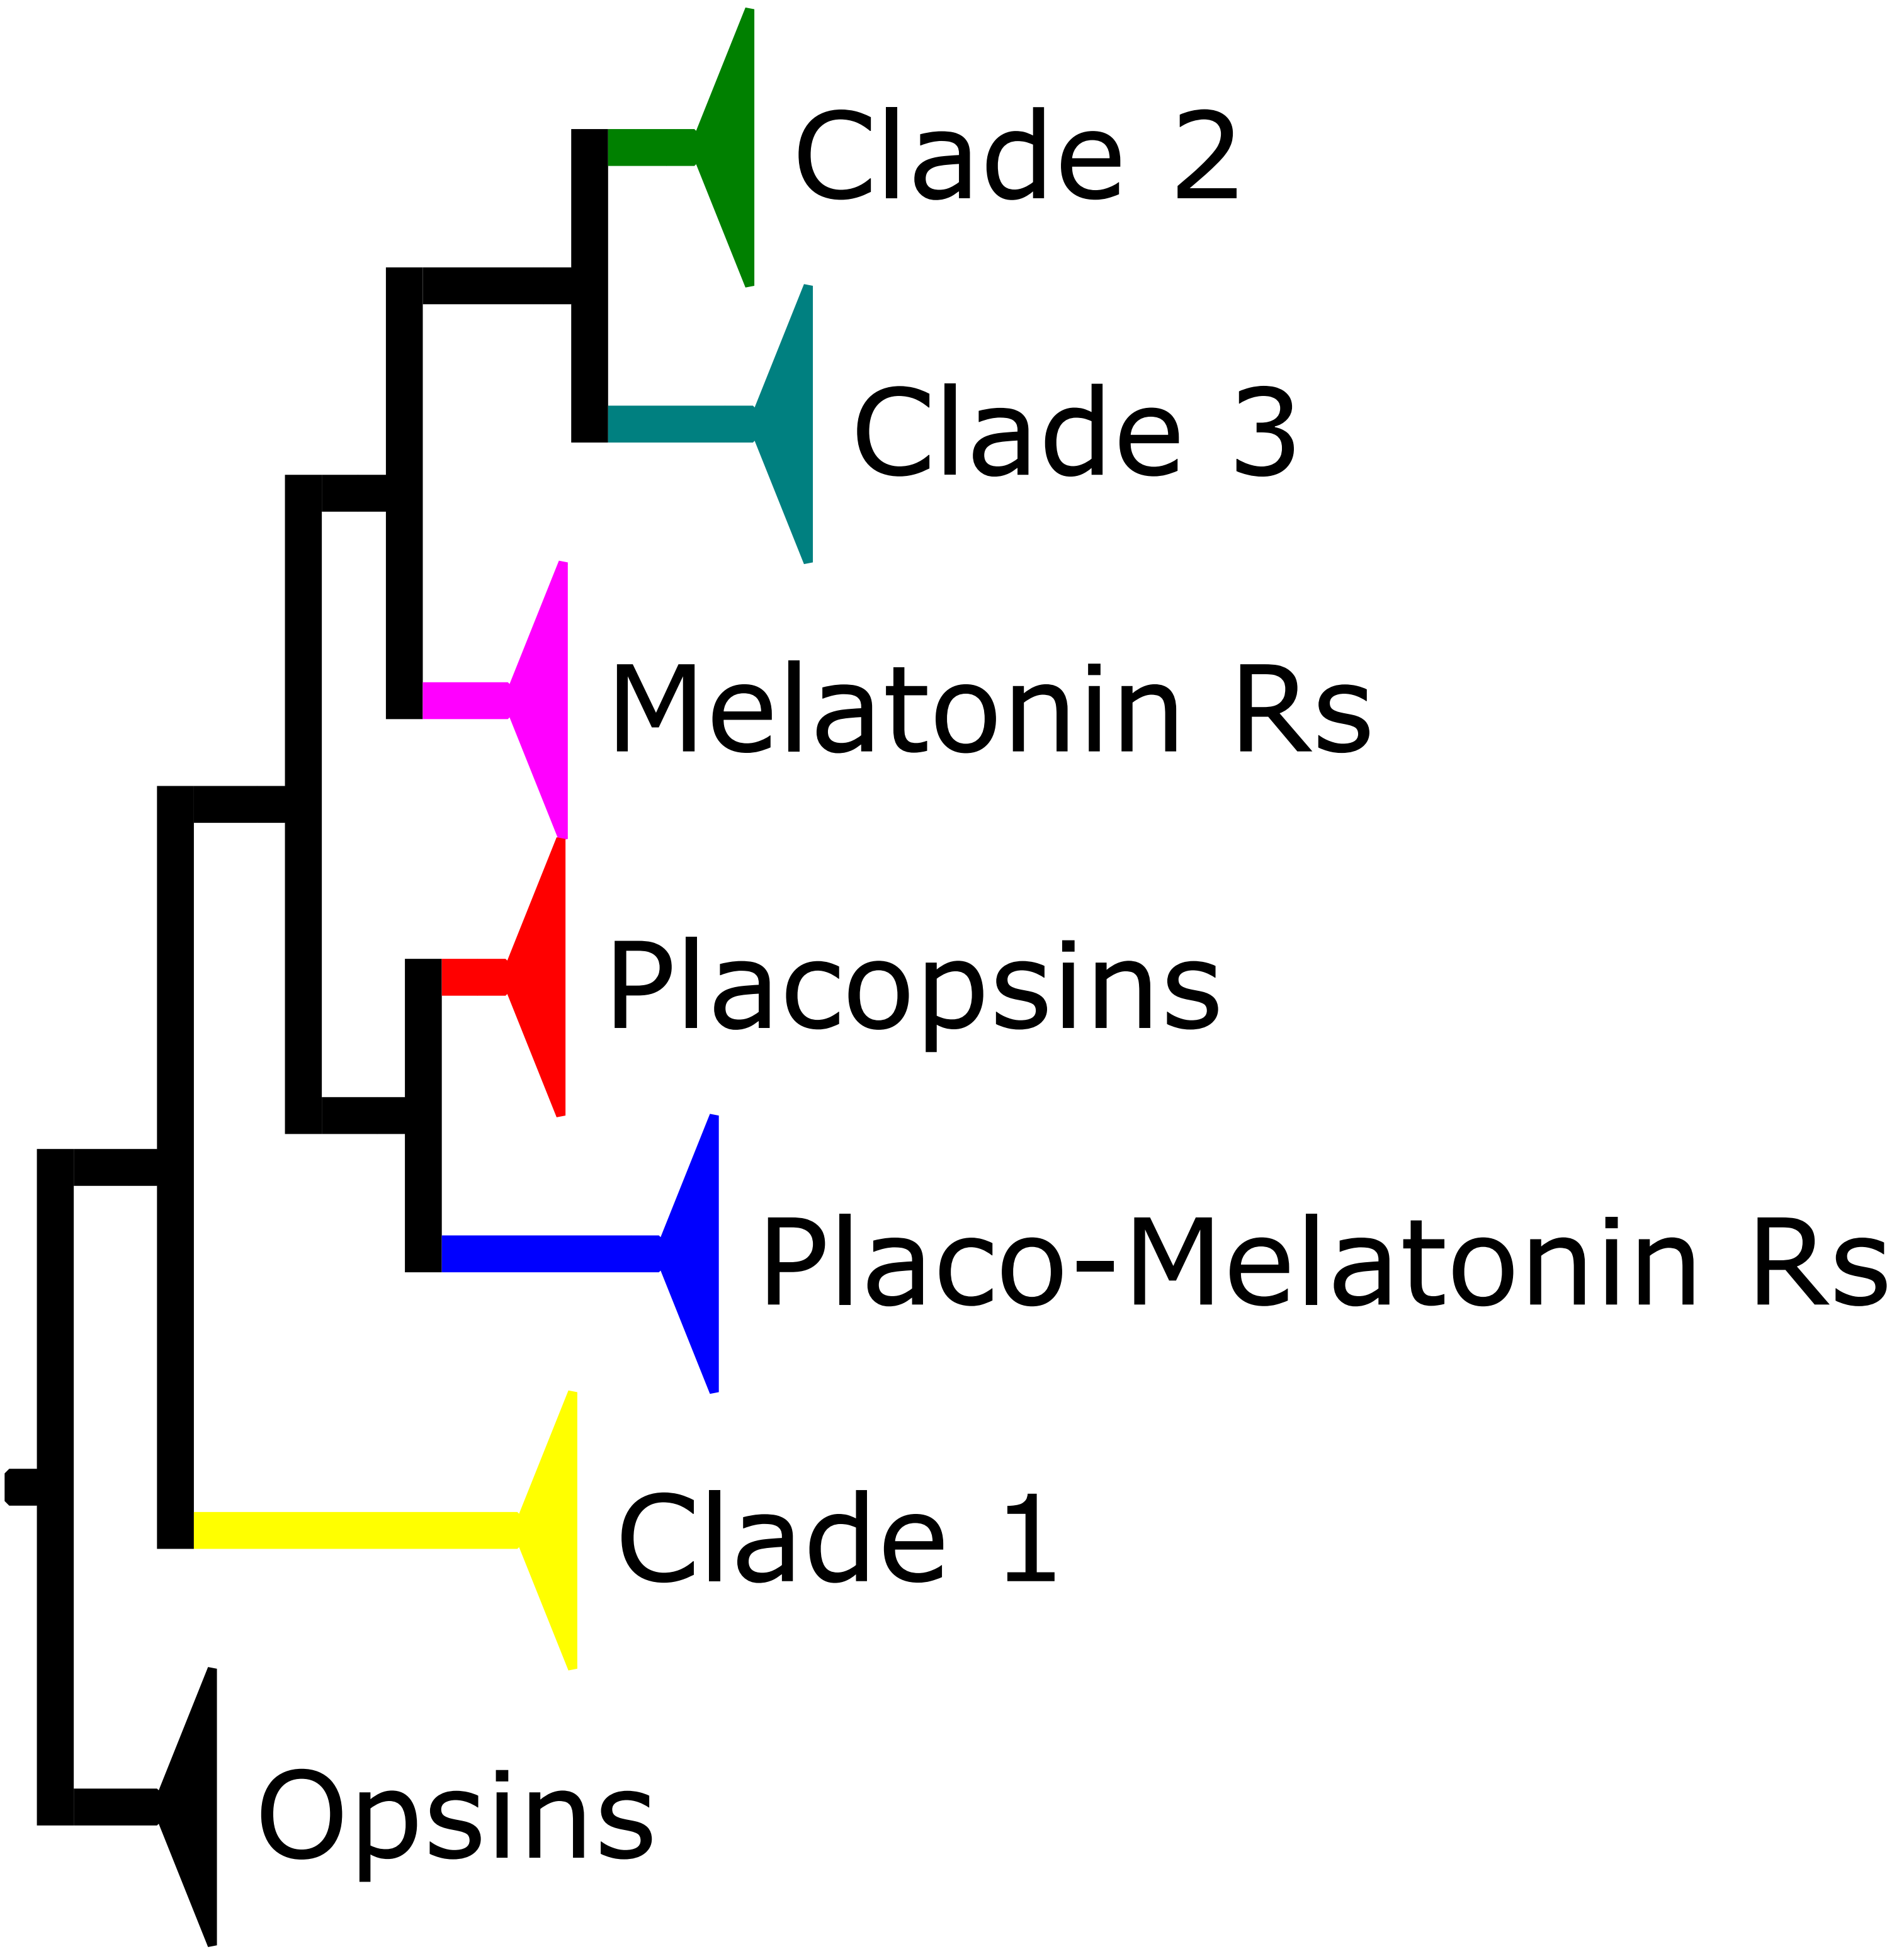 Clade 2
Clade 3
Melatonin Rs
Placopsins
Placo-Melatonin Rs
Clade 1
Opsins